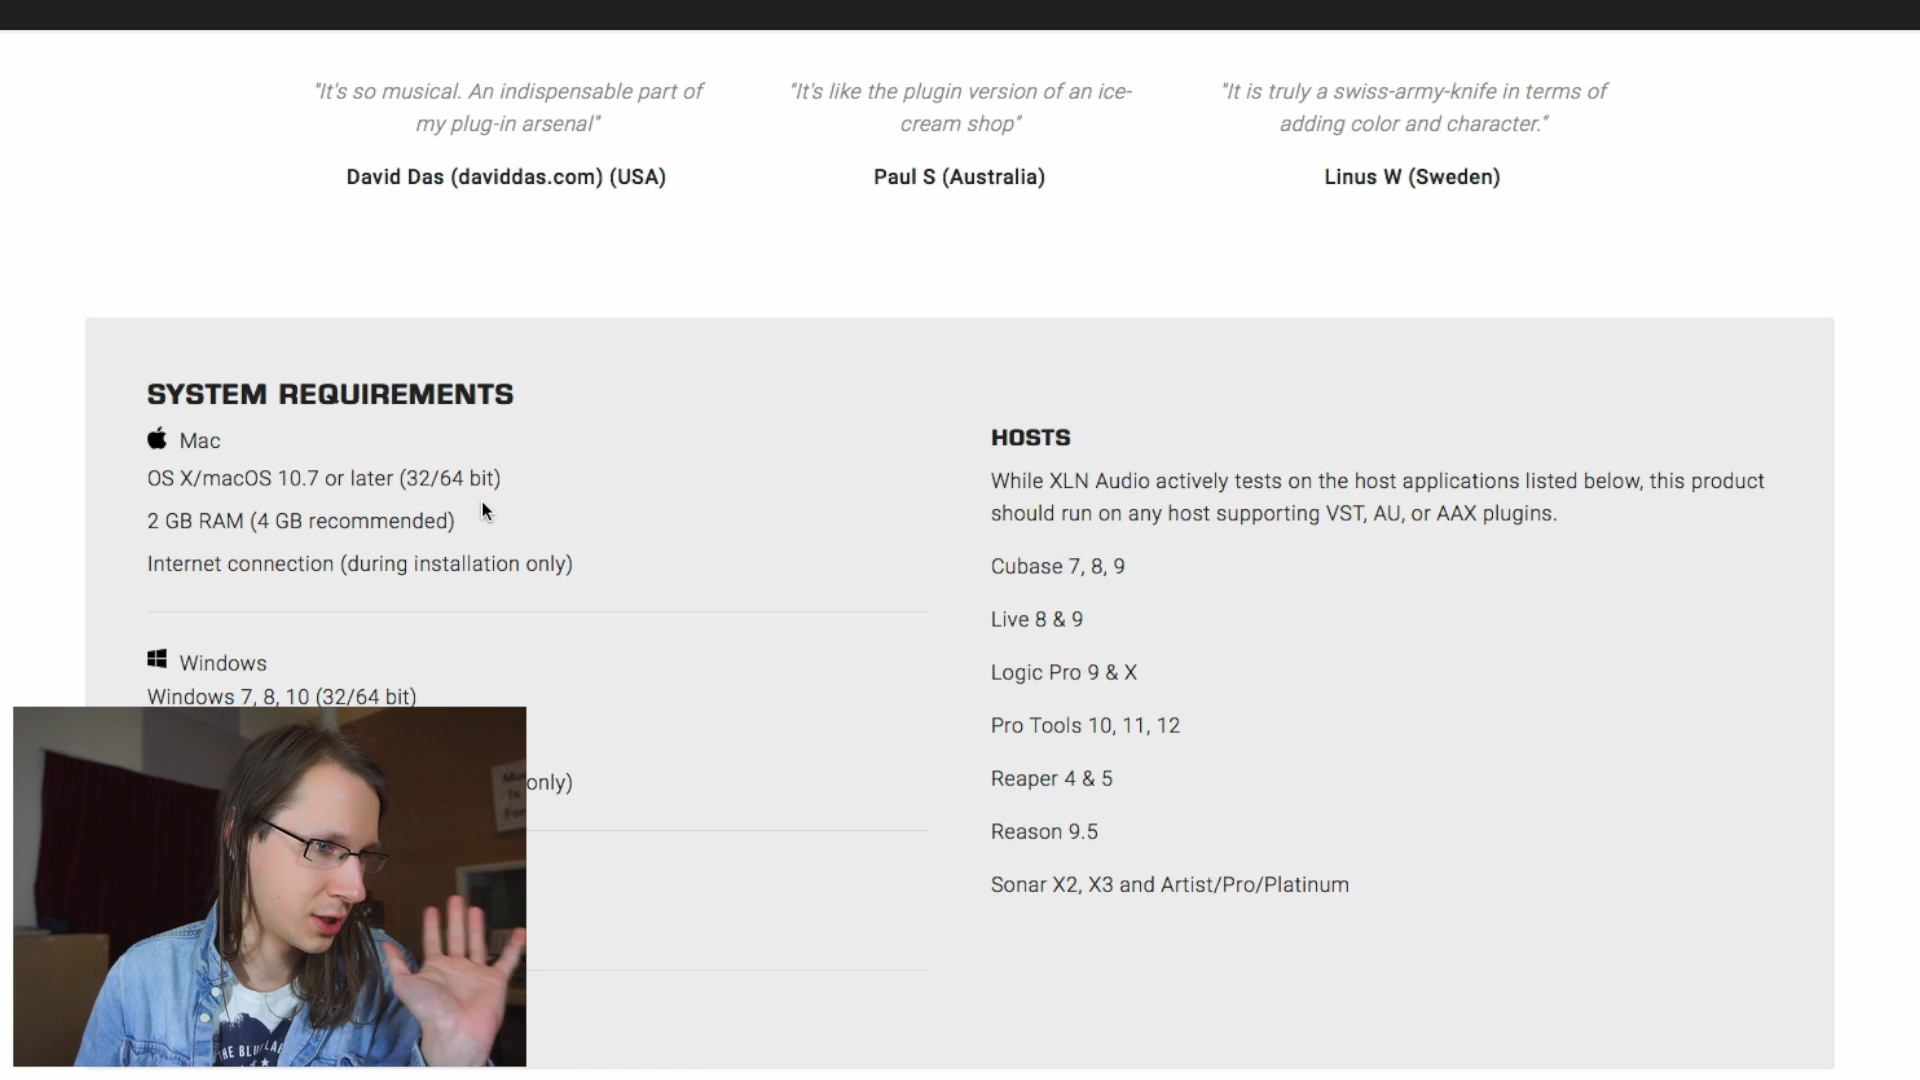 "It's so musical. An indispensable part of
my plug-in arsenal"
David Das (daviddas.com) (USA)
"It's like the plugin version of an ice-
cream shop"
Paul S (Australia)
"It is truly a swiss-army-knife in terms of
adding color and character."
Linus W (Sweden)
SYSTEM REQUIREMENTS
Mac
OS X/macOS 10.7 or later (32/64 bit)
2 GB RAM (4 GB recommended)
Internet connection (during installation only)
Windows
Windows 7, 8, 10 (32/64 bit)
only)
HOSTS
While XLN Audio actively tests on the host applications listed below, this product
should run on any host supporting VST, AU, or AAX plugins.
Cubase 7, 8, 9
Live 8 & 9
Logic Pro 9 & X
Pro Tools 10, 11, 12
Reaper 4 & 5
Reason 9.5
Sonar X2, X3 and Artist/Pro/Platinum
THE BLU